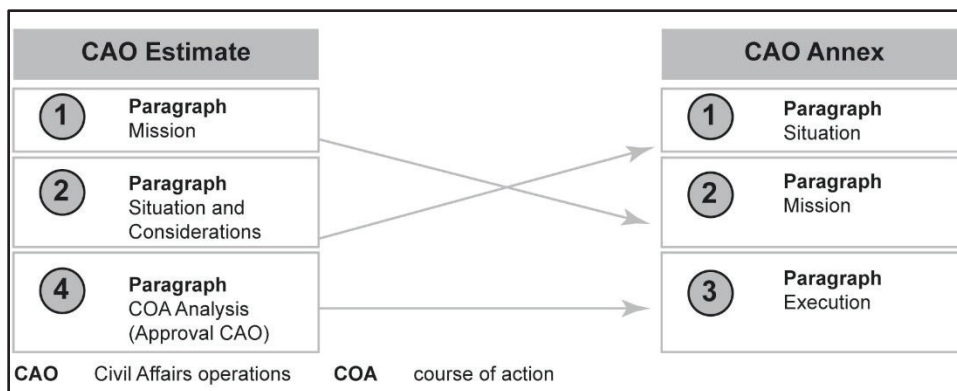 CAO Estimate
CAO Annex
1
Paragraph
Mission
2
Paragraph
Situation and
Considerations
4
Paragraph
COA Analysis
(Approval CAO)
1
Paragraph
Situation
2
Paragraph
Mission
3
Paragraph
Execution
CAO Civil Affairs operations COA course of action